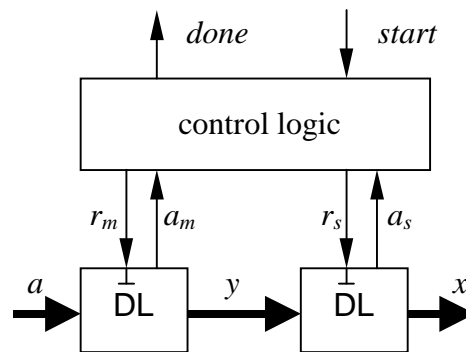 done start
control logic
r_m a_m r_s a_s
a y x
DL DL